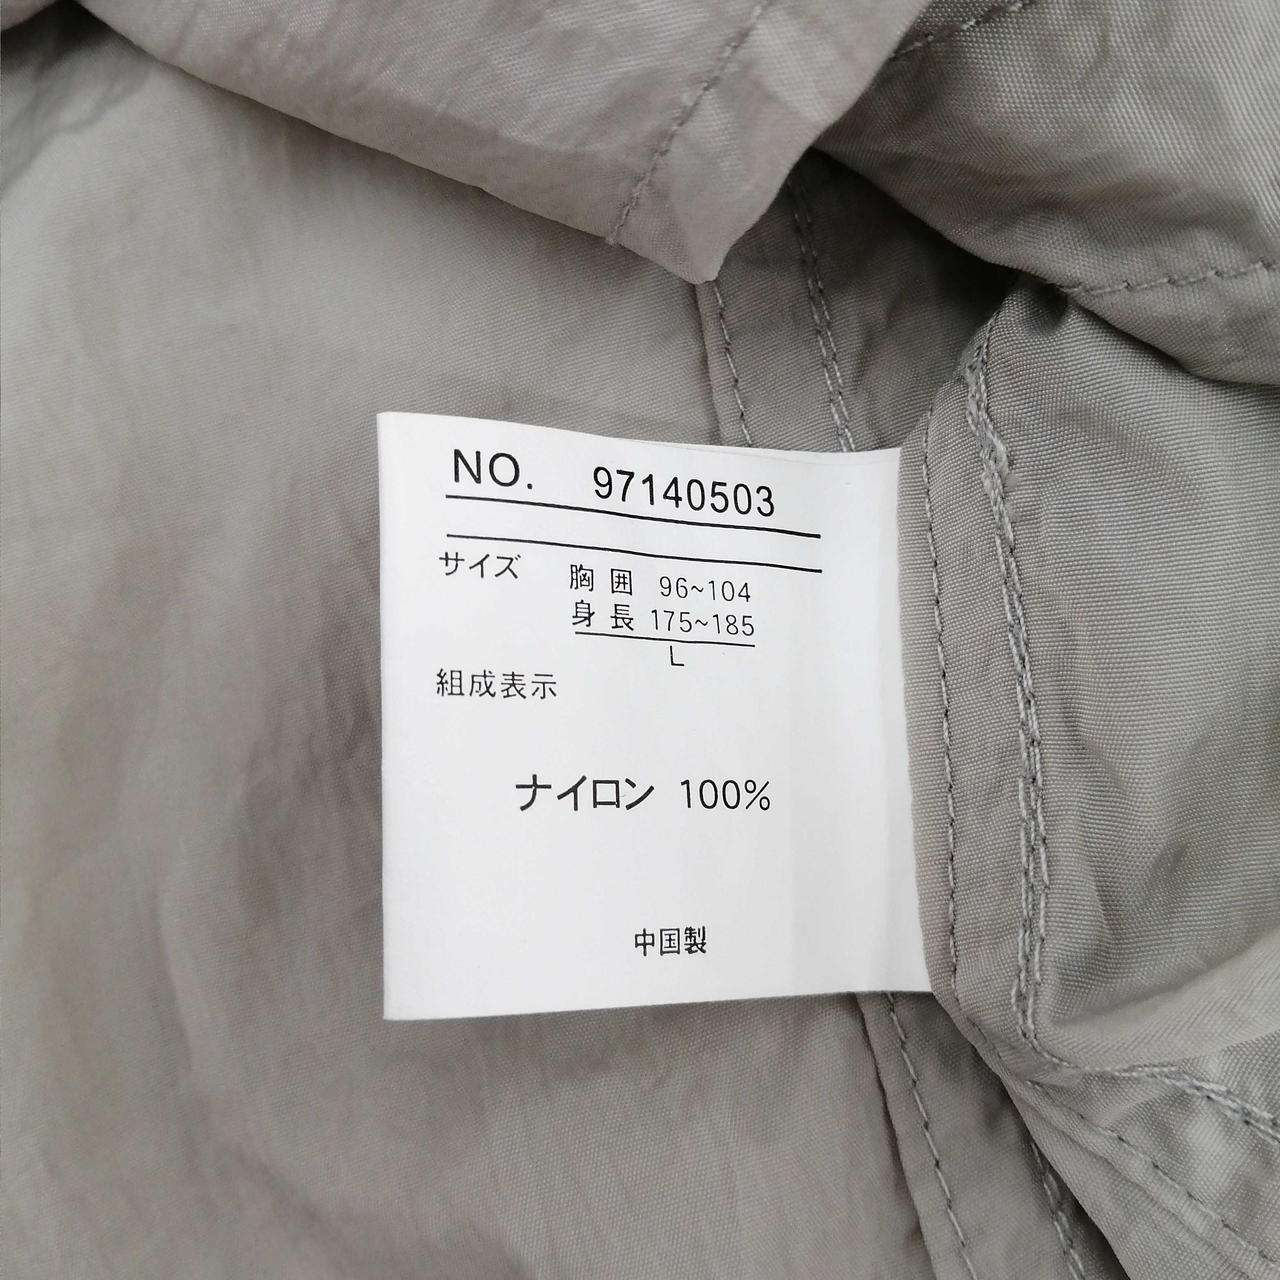 NO. 97140503
サイズ 胸囲 96~104
身長 175~185
L
組成表示
ナイロン 100%
中国製